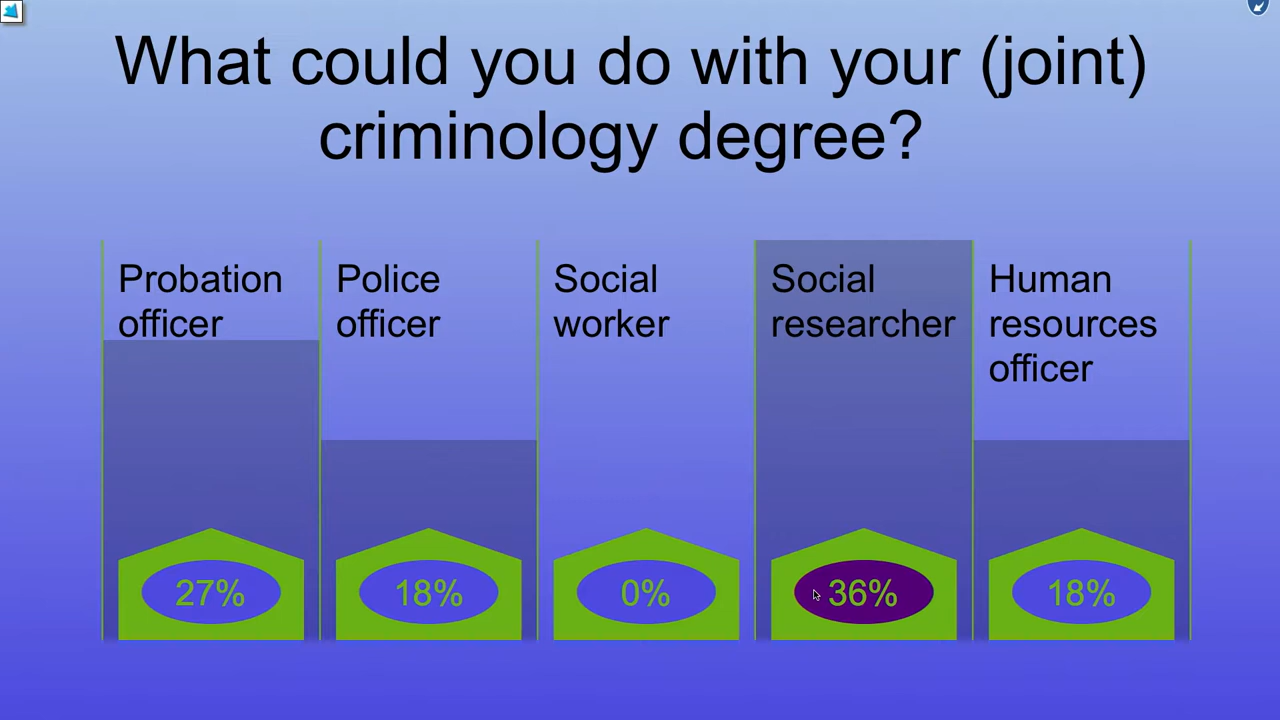 What could you do with your (joint)
criminology degree?
Probation
officer
Police
officer
Social
worker
Social
researcher
Human
resources
officer
27%
18%
0%
36%
18%